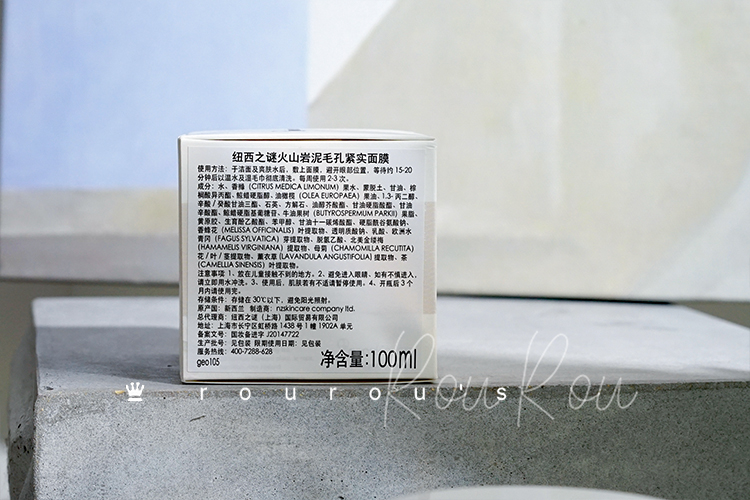 纽西之谜火山岩泥毛孔紧实面膜
使用方法：于洁面及爽肤水后，敷上面膜，避开眼部位置，等待约15-20
分钟后以温水及湿毛巾彻底清洗。每周使用2-3次。
成分：水、香橼 (CITRUS MEDICA LIMONUM) 果水、蒙脱土、甘油、棕
榈酸异丙酯、鲸蜡硬脂醇、油橄榄 (OLEA EUROPAEA) 果油、1,3-丙二醇、
辛酸／癸酸甘油三酯、石英、方解石、油醇芥酸酯、甘油硬脂酸酯、甘油
辛酸酯、鲸蜡硬脂基葡糖苷、牛油果树 (BUTYROSPERMUM PARKII) 果脂、
黄原胶、生育酚乙酸酯、苯甲醇、甘油十一碳烯酸酯、硬脂酰谷氨酸钠、
香蜂花 (MELISSA OFFICINALIS) 叶提取物、透明质酸钠、乳酸、欧洲水
青冈 (FAGUS SYLVATICA) 芽提取物、脱氢乙酸、北美金缕梅
(HAMAMELIS VIRGINIANA) 提取物、母菊 (CHAMOMILLA RECUTITA)
花／叶／茎提取物、薰衣草 (LAVANDULA ANGUSTIFOLIA) 提取物、茶
(CAMELLIA SINENSIS) 叶提取物。
注意事项：1、放在儿童接触不到的地方。2、避免进入眼睛，如有不慎进入，
请立即用水冲洗。3、使用后，肌肤若有不适请暂停使用。4、开瓶后3个
月内请使用完。
存储条件：存储在30℃以下，避免阳光照射。
原产国：新西兰 制造商：nzskincare company ltd.
总代理商：纽西之谜（上海）国际贸易有限公司
地址：上海市长宁区虹桥路1438号1幢1902A单元
备案文号：国妆备进字J20147722
生产批号：见包装 限期使用日期：见包装
服务热线：400-7288-628
geo105
净含量:100ml
rourou's
RouRou